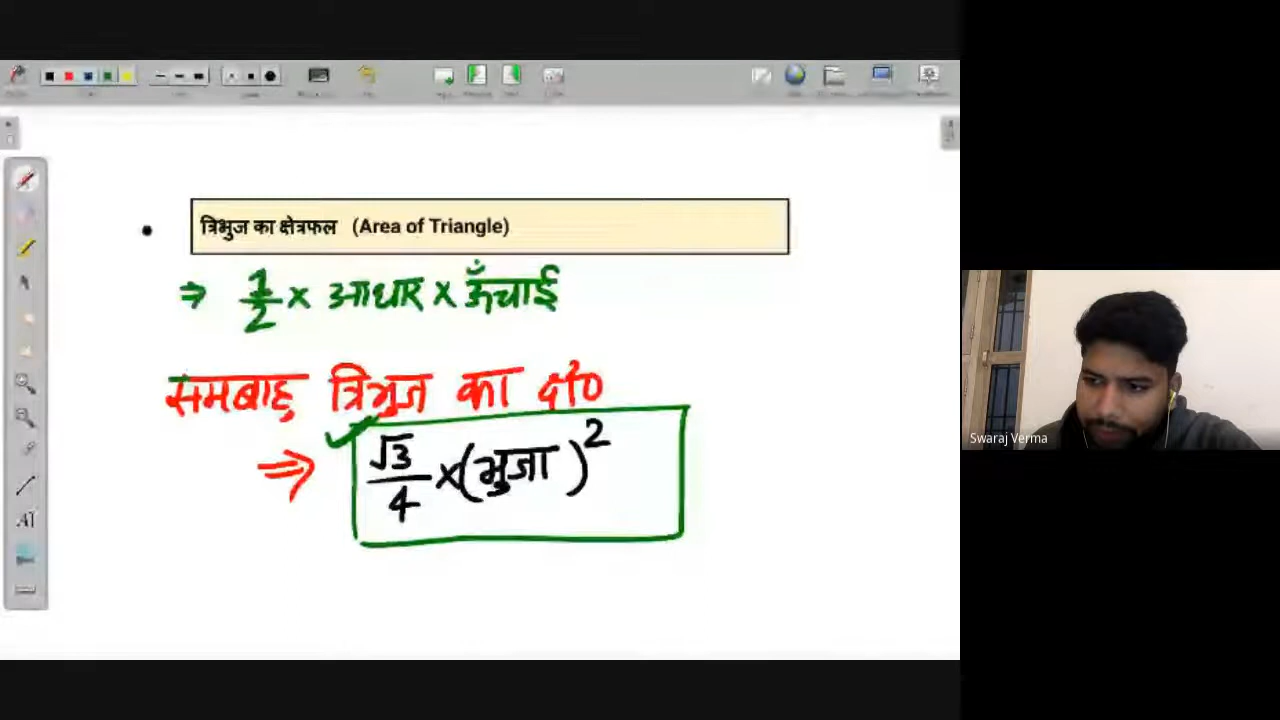 त्रिभुज का क्षेत्रफल (Area of Triangle)
⇒ 1/2 × आधार × ऊँचाई
समबाहु त्रिभुज का क्षे०
⇒ √3/4 × (भुजा)²
Swaraj Verma